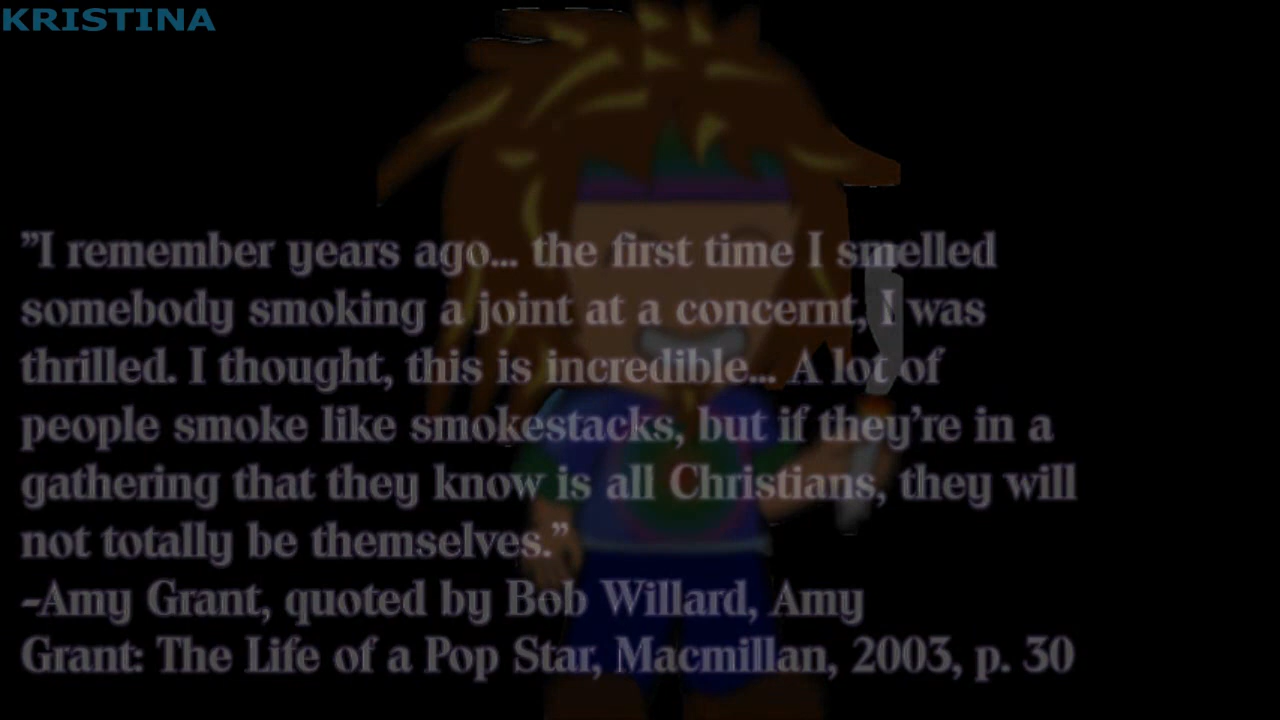 KRISTINA
”I remember years ago... the first time I smelled
somebody smoking a joint at a concernt, I was
thrilled. I thought, this is incredible... A lot of
people smoke like smokestacks, but if they’re in a
gathering that they know is all Christians, they will
not totally be themselves.”
-Amy Grant, quoted by Bob Willard, Amy
Grant: The Life of a Pop Star, Macmillan, 2003, p. 30